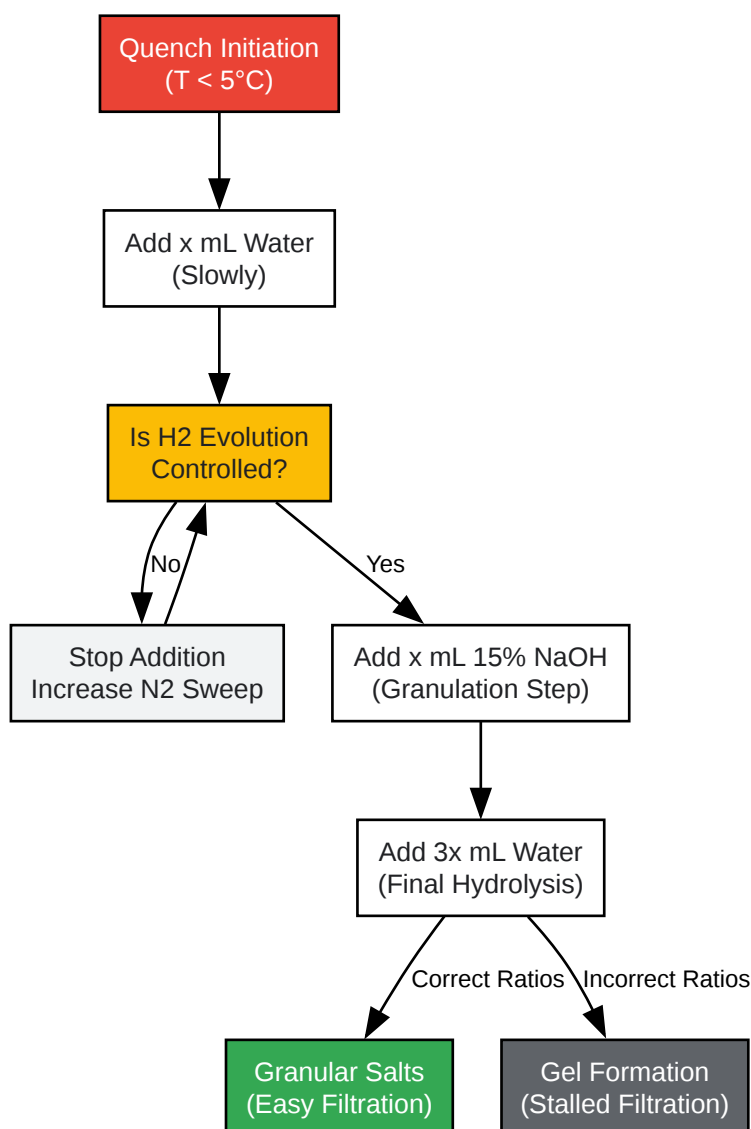 Quench Initiation
(T < 5°C)
Add x mL Water
(Slowly)
Is H2 Evolution
Controlled?
No
Yes
Stop Addition
Increase N2 Sweep
Add x mL 15% NaOH
(Granulation Step)
Add 3x mL Water
(Final Hydrolysis)
Correct Ratios
Incorrect Ratios
Granular Salts
(Easy Filtration)
Gel Formation
(Stalled Filtration)